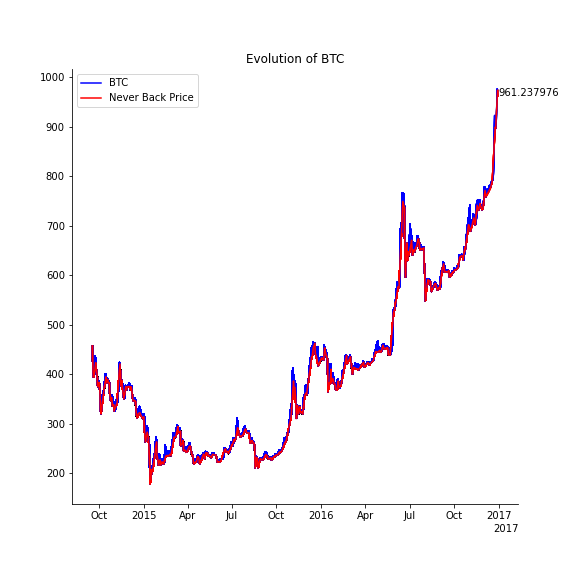 Evolution of BTC
1000
BTC
Never Back Price
961.237976
900
800
700
600
500
400
300
200
Oct 2015 Apr Jul Oct 2016 Apr Jul Oct 2017
2017